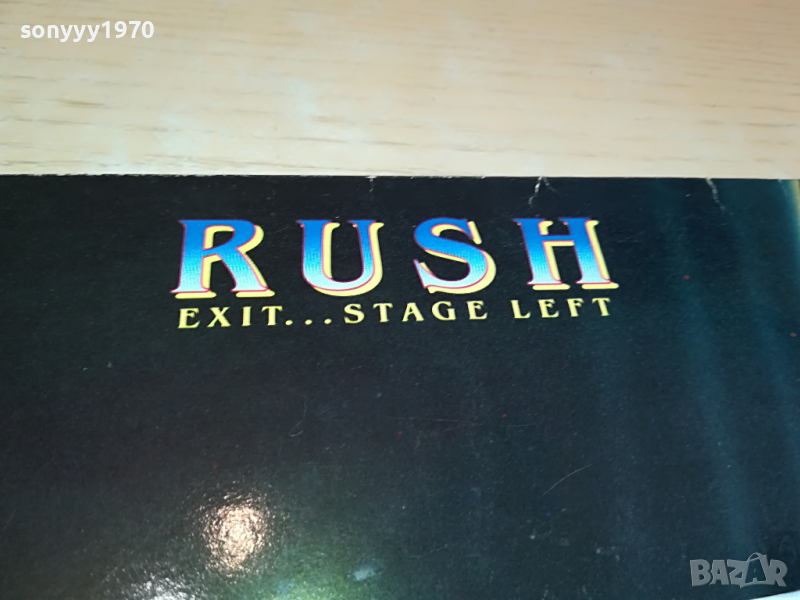 sonyyy1970
RUSH
EXIT...STAGE LEFT
BAZAR